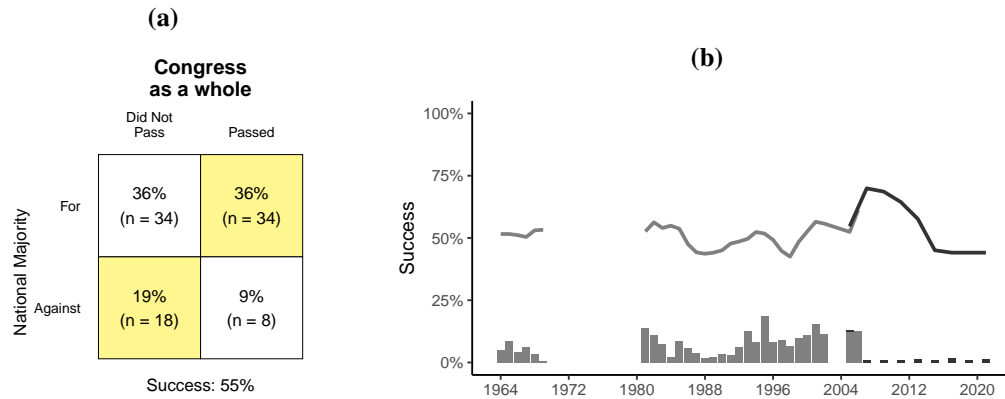 (a)
Congress
as a whole
Did Not
Pass
Passed
National Majority
For
36%
(n = 34)
36%
(n = 34)
Against
19%
(n = 18)
9%
(n = 8)
Success: 55%
(b)
Success
100%
75%
50%
25%
0%
1964 1972 1980 1988 1996 2004 2012 2020